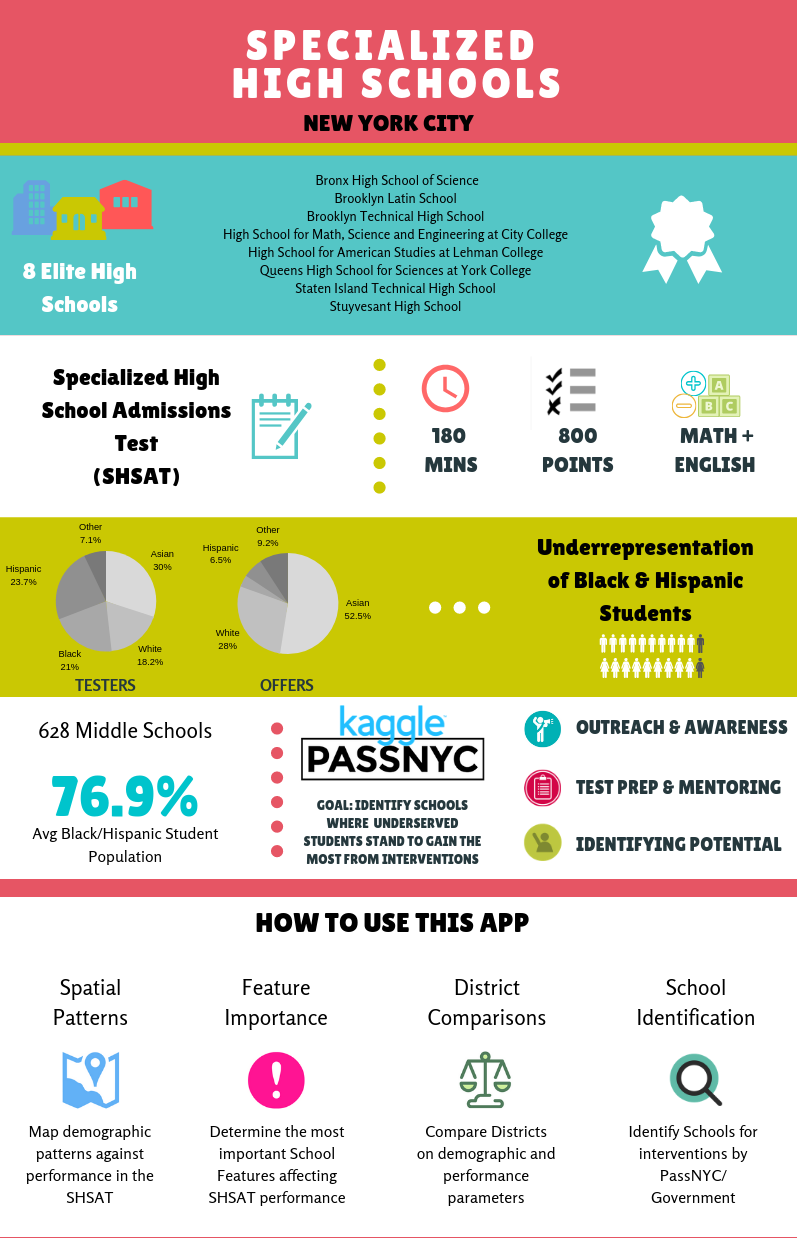 SPECIALIZED
HIGH SCHOOLS
NEW YORK CITY
8 Elite High
Schools
Bronx High School of Science
Brooklyn Latin School
Brooklyn Technical High School
High School for Math, Science and Engineering at City College
High School for American Studies at Lehman College
Queens High School for Sciences at York College
Staten Island Technical High School
Stuyvesant High School
Specialized High
School Admissions
Test
(SHSAT)
180
MINS
800
POINTS
A
B C
MATH +
ENGLISH
Other
7.1%
Asian
30%
Hispanic
23.7%
Black
21%
White
18.2%
TESTERS
Other
9.2%
Hispanic
6.5%
Asian
52.5%
White
28%
OFFERS
Underrepresentation
of Black & Hispanic
Students
628 Middle Schools
76.9%
Avg Black/Hispanic Student
Population
kaggle
PASSNYC
GOAL: IDENTIFY SCHOOLS
WHERE UNDERSERVED
STUDENTS STAND TO GAIN THE
MOST FROM INTERVENTIONS
OUTREACH & AWARENESS
TEST PREP & MENTORING
IDENTIFYING POTENTIAL
HOW TO USE THIS APP
Spatial
Patterns
Map demographic
patterns against
performance in the
SHSAT
Feature
Importance
Determine the most
important School
Features affecting
SHSAT performance
District
Comparisons
Compare Districts
on demographic and
performance
parameters
School
Identification
Identify Schools for
interventions by
PassNYC/
Government